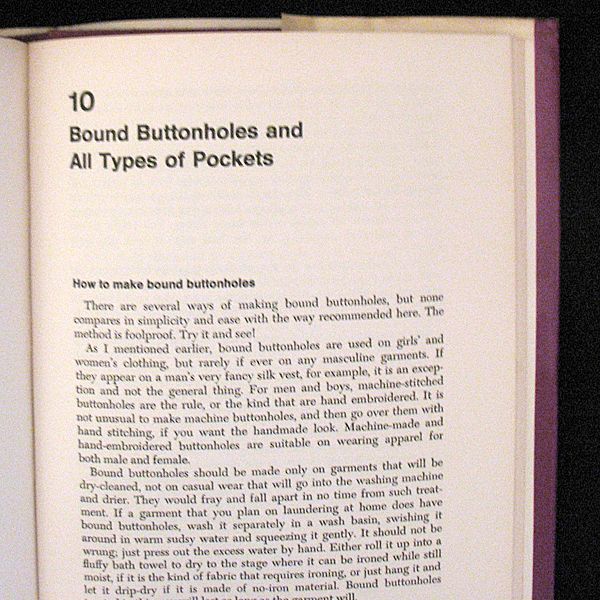 10
Bound Buttonholes and
All Types of Pockets
How to make bound buttonholes
There are several ways of making bound buttonholes, but none
compares in simplicity and ease with the way recommended here. The
method is foolproof. Try it and see!
As I mentioned earlier, bound buttonholes are used on girls' and
women's clothing, but rarely if ever on any masculine garments. If
they appear on a man's very fancy silk vest, for example, it is an excep-
tion and not the general thing. For men and boys, machine-stitched
buttonholes are the rule, or the kind that are hand embroidered. It is
not unusual to make machine buttonholes, and then go over them with
hand stitching, if you want the handmade look. Machine-made and
hand-embroidered buttonholes are suitable on wearing apparel for
both male and female.
Bound buttonholes should be made only on garments that will be
dry-cleaned, not on casual wear that will go into the washing machine
and drier. They would fray and fall apart in no time from such treat-
ment. If a garment that you plan on laundering at home does have
bound buttonholes, wash it separately in a wash basin, swishing it
around in warm sudsy water and squeezing it gently. It should not be
wrung; just press out the excess water by hand. Either roll it up into a
fluffy bath towel to dry to the stage where it can be ironed while still
moist, if it is the kind of fabric that requires ironing, or just hang it and
let it drip-dry if it is made of no-iron material. Bound buttonholes
as the garment will.